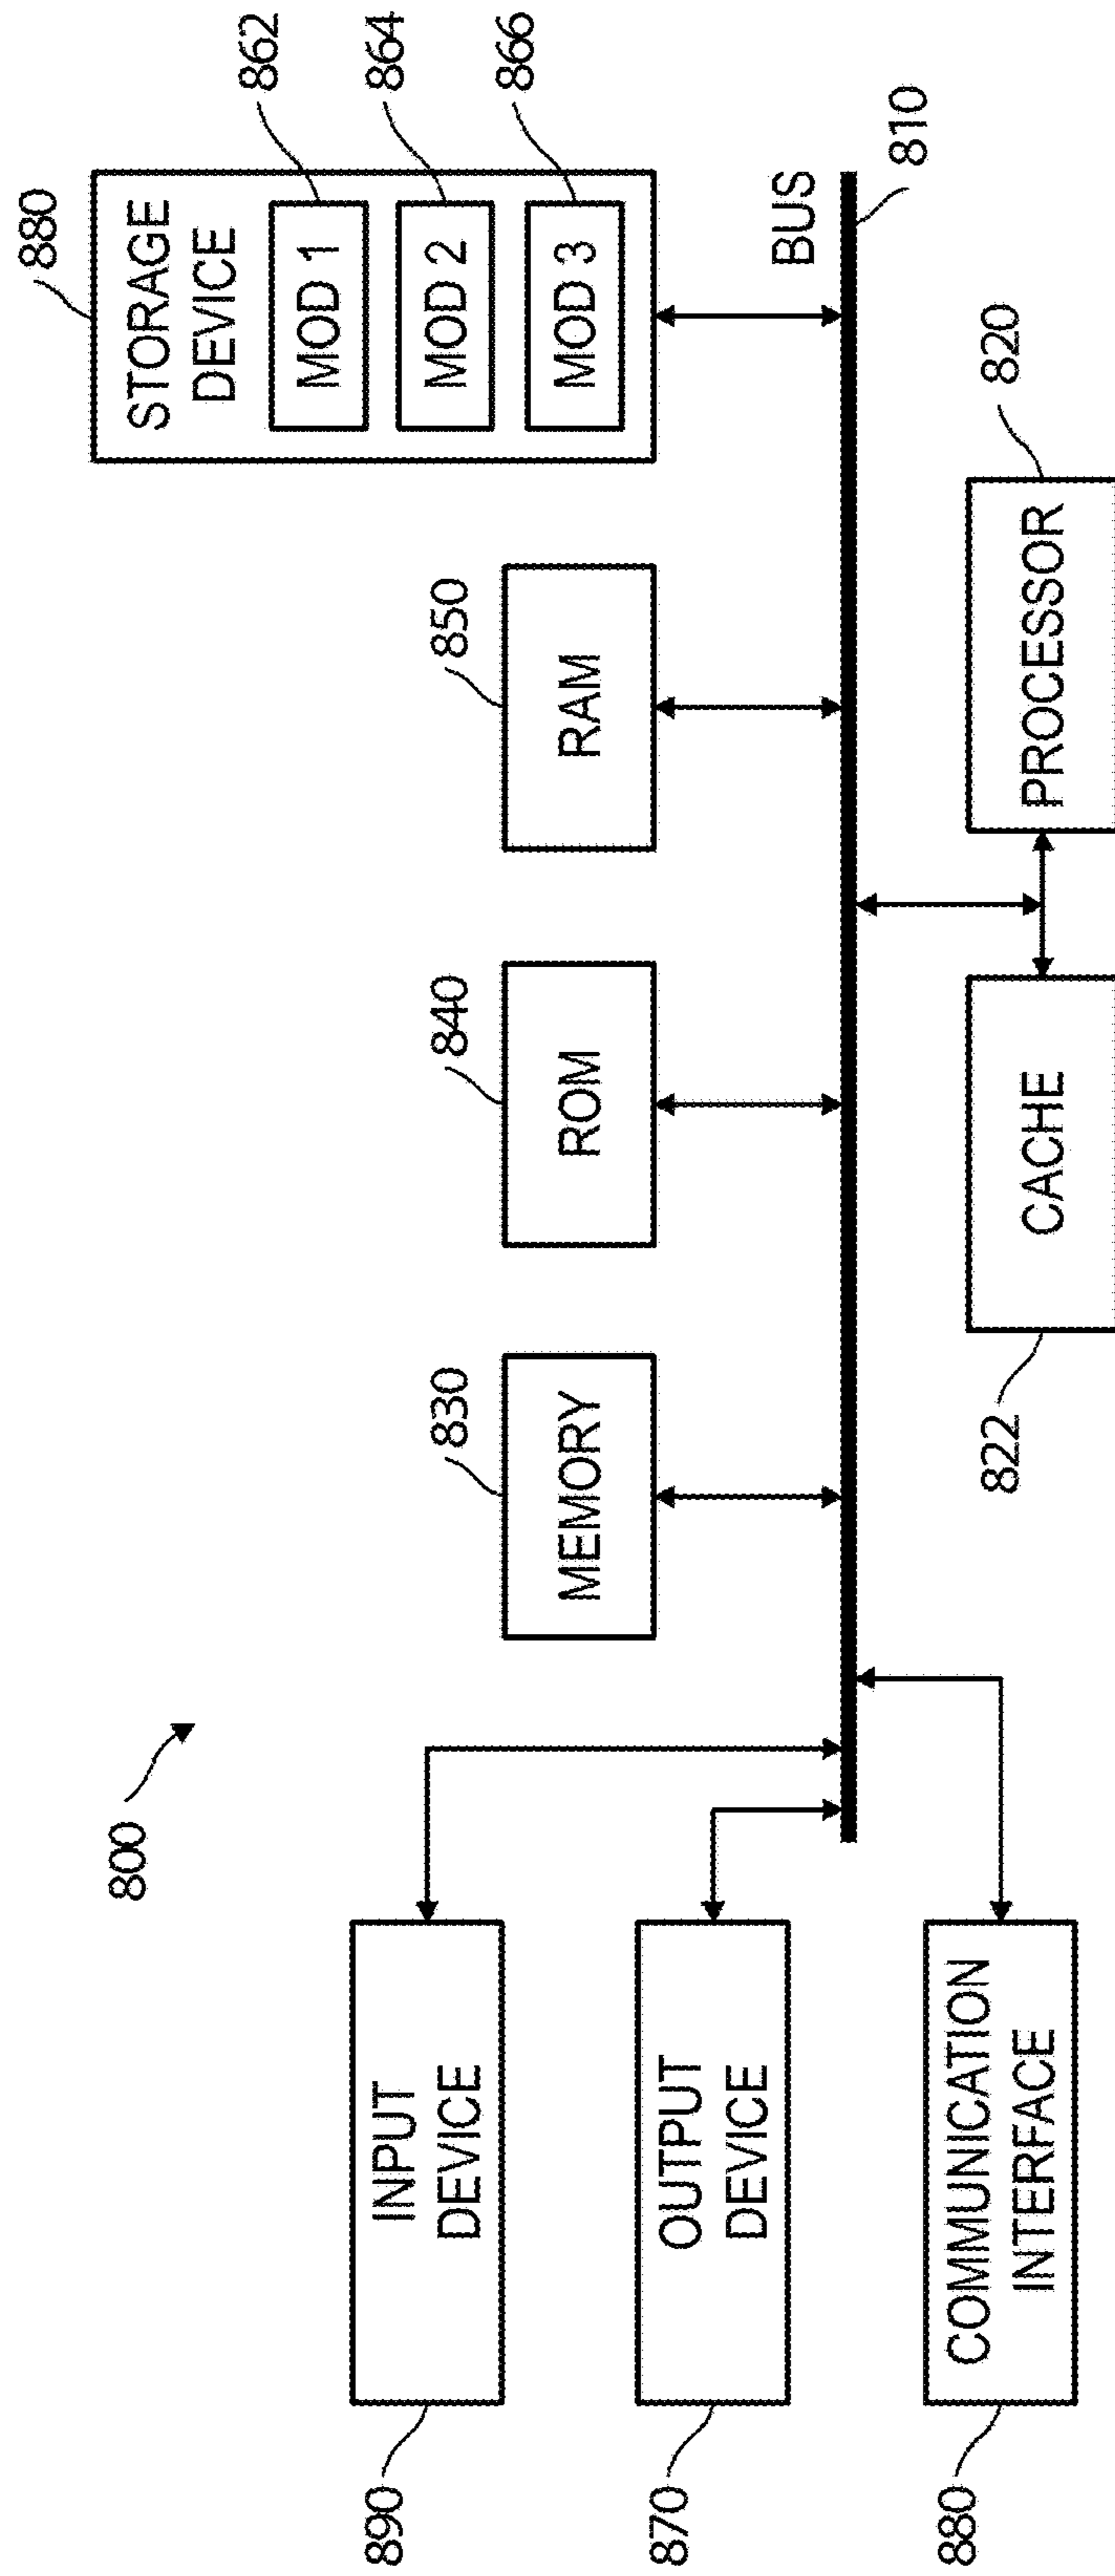 800
890
INPUT
DEVICE
870
OUTPUT
DEVICE
880
COMMUNICATION
INTERFACE
830
MEMORY
840
ROM
850
RAM
880
STORAGE
DEVICE
MOD 1
862
MOD 2
864
MOD 3
866
BUS
810
822
CACHE
820
PROCESSOR